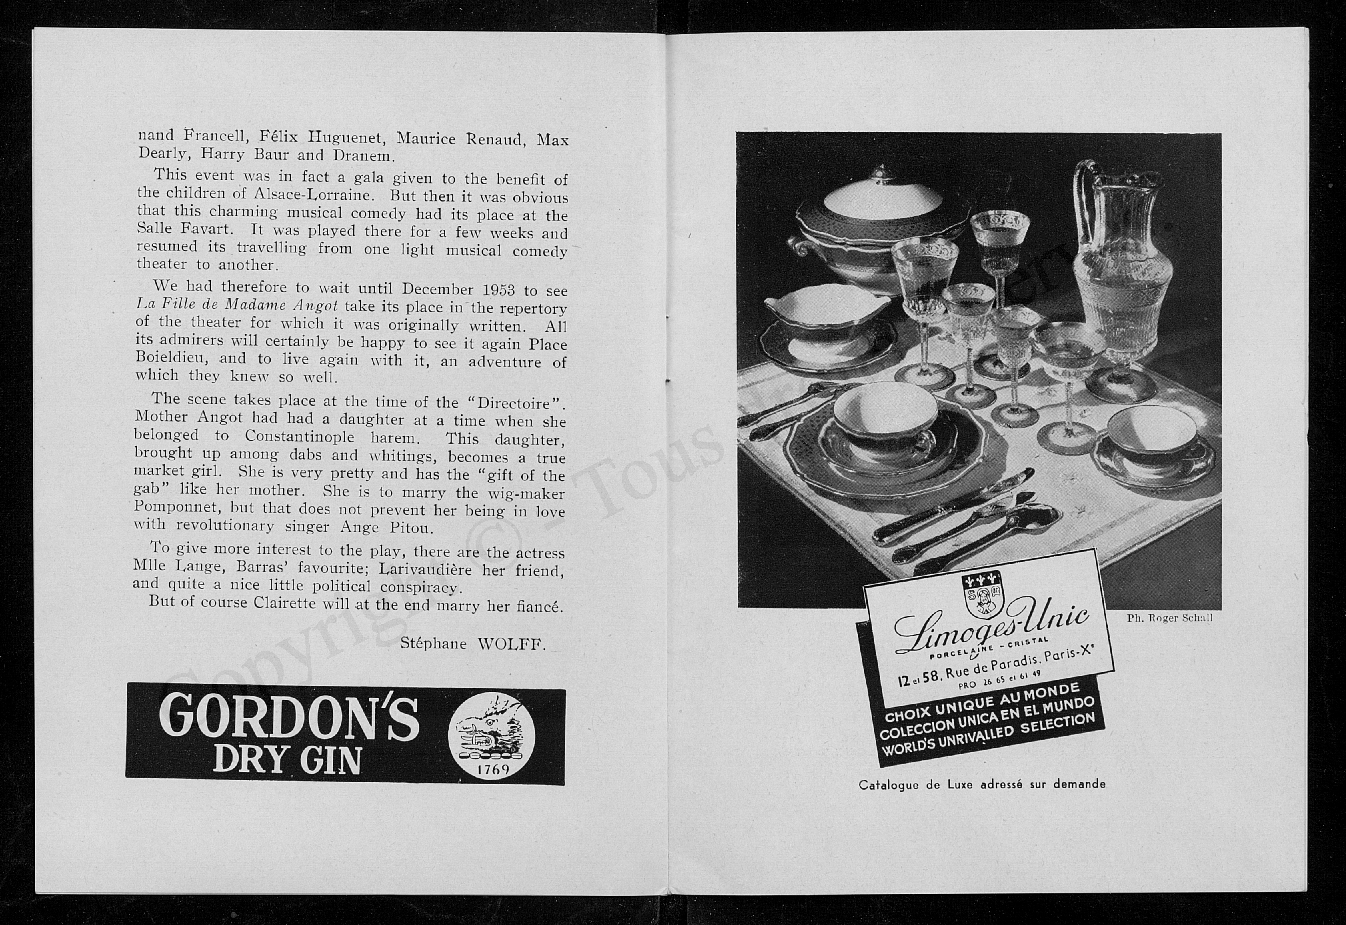 nand Francell, Félix Huguenet, Maurice Renaud, Max
Dearly, Harry Baur and Dranem.
This event was in fact a gala given to the benefit of
the children of Alsace-Lorraine. But then it was obvious
that this charming musical comedy had its place at the
Salle Favart. It was played there for a few weeks and
resumed its travelling from one light musical comedy
theater to another.
We had therefore to wait until December 1953 to see
La Fille de Madame Angot take its place in the repertory
of the theater for which it was originally written. All
its admirers will certainly be happy to see it again Place
Boieldieu, and to live again with it, an adventure of
which they knew so well.
The scene takes place at the time of the “Directoire”.
Mother Angot had had a daughter at a time when she
belonged to Constantinople harem. This daughter,
brought up among dabs and whitings, becomes a true
market girl. She is very pretty and has the “gift of the
gab” like her mother. She is to marry the wig-maker
Pomponnet, but that does not prevent her being in love
with revolutionary singer Ange Pitou.
To give more interest to the play, there are the actress
Mlle Lange, Barras’ favourite; Larivaudière her friend,
and quite a nice little political conspiracy.
But of course Clairette will at the end marry her fiancé.
Stéphane WOLFF.
GORDON'S
DRY GIN
1769
Ph. Roger Schall
Limoges-Unic
PORCELAINE - CRISTAL
12 et 58, Rue de Paradis, Paris-Xe
PRO 26 65 et 61 49
CHOIX UNIQUE AU MONDE
COLECCION UNICA EN EL MUNDO
WORLD'S UNRIVALLED SELECTION
Catalogue de Luxe adressé sur demande
Copyright © - Tous